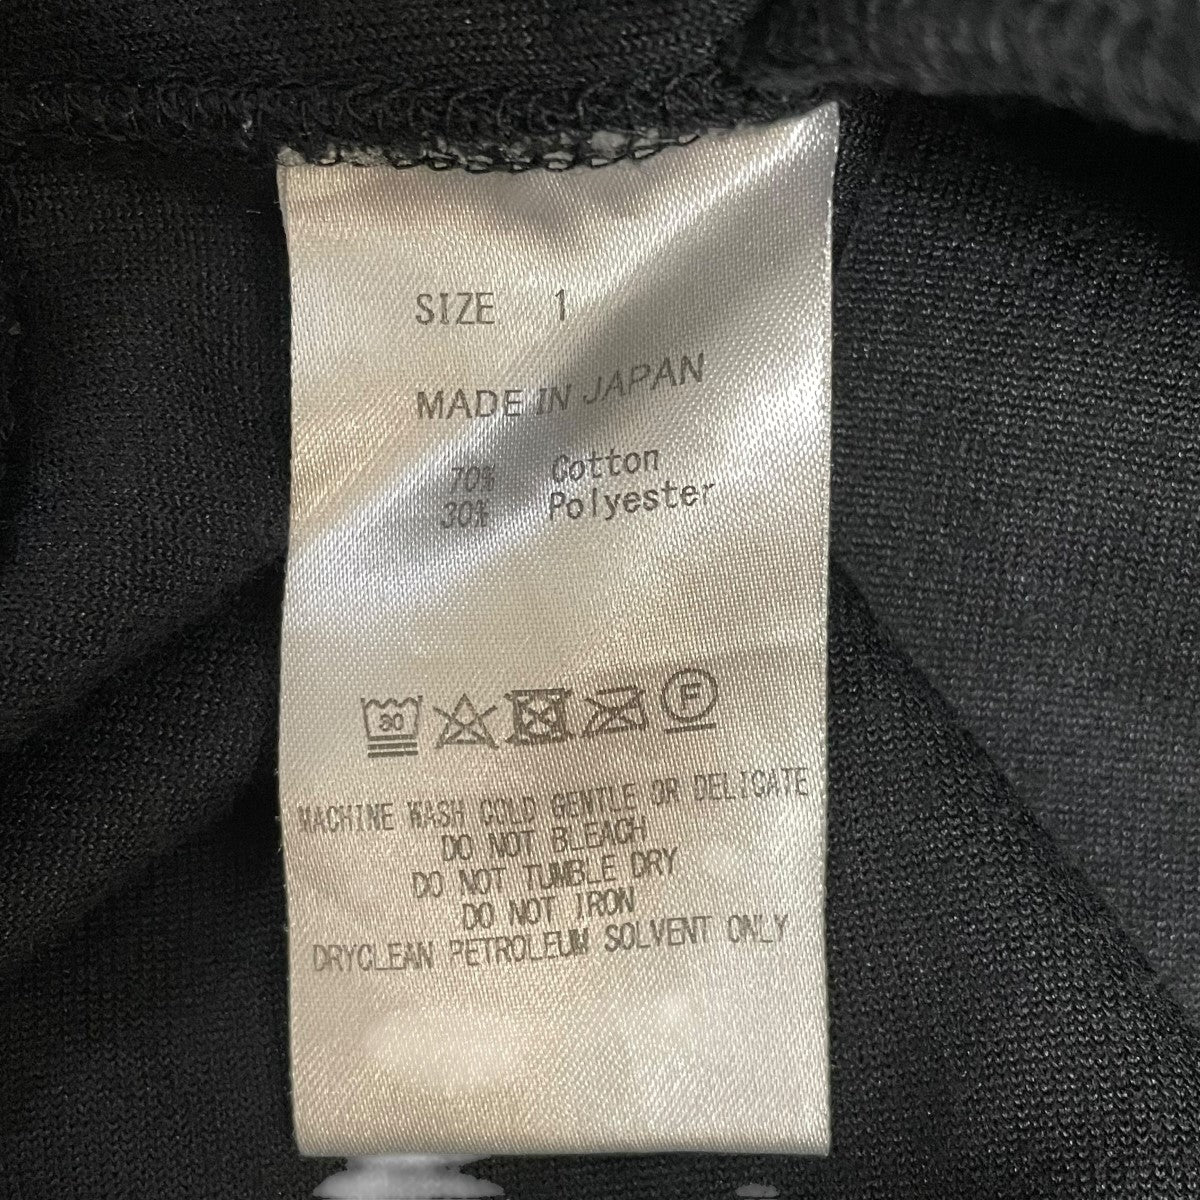 SIZE 1
MADE IN JAPAN
70% Cotton
30% Polyester
30 F
MACHINE WASH COLD GENTLE OR DELICATE
DO NOT BLEACH
DO NOT TUMBLE DRY
DO NOT IRON
DRYCLEAN PETROLEUM SOLVENT ONLY